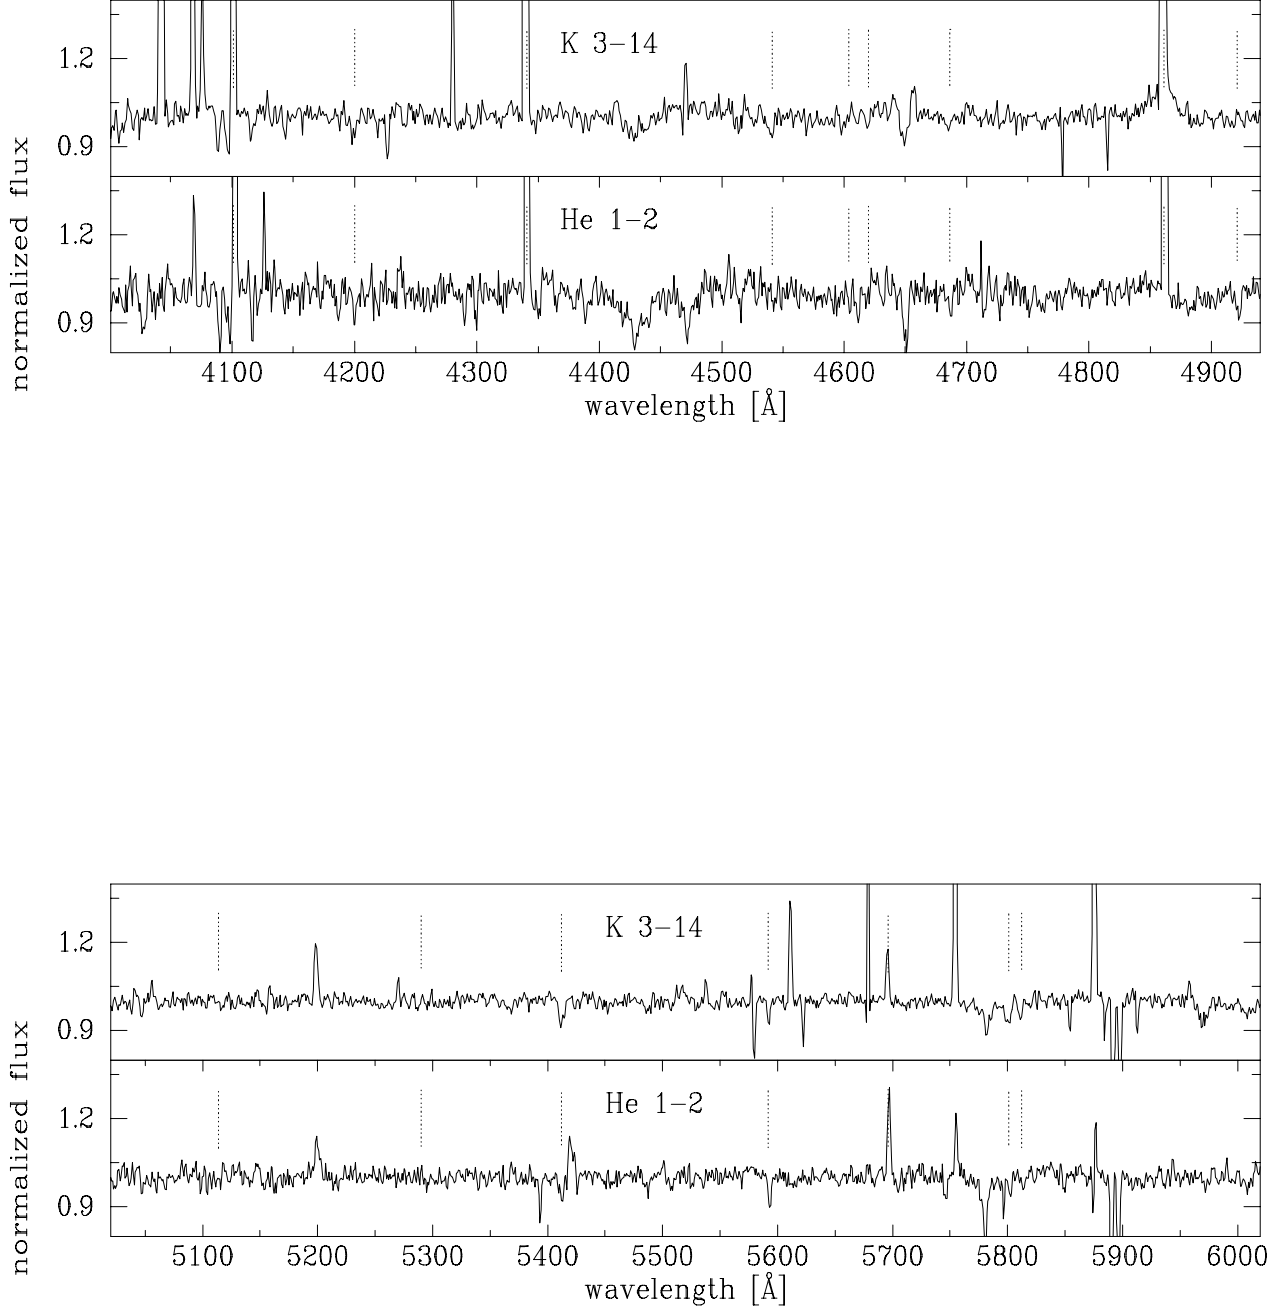 K 3-14
1.2
0.9
He 1-2
1.2
0.9
normalized flux
4100 4200 4300 4400 4500 4600 4700 4800 4900
wavelength [Å]
K 3-14
1.2
0.9
He 1-2
1.2
0.9
normalized flux
5100 5200 5300 5400 5500 5600 5700 5800 5900 6000
wavelength [Å]